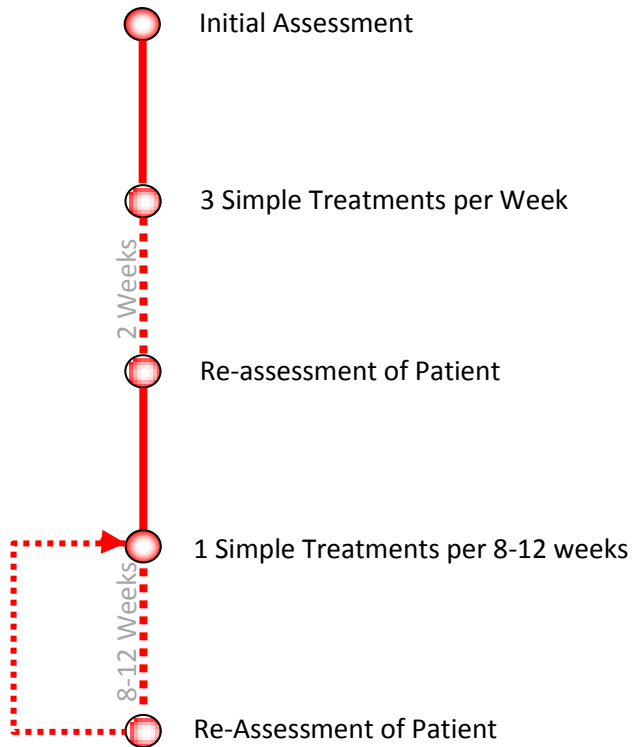 Initial Assessment
3 Simple Treatments per Week
2 Weeks
Re-assessment of Patient
1 Simple Treatments per 8-12 weeks
8-12 Weeks
Re-Assessment of Patient